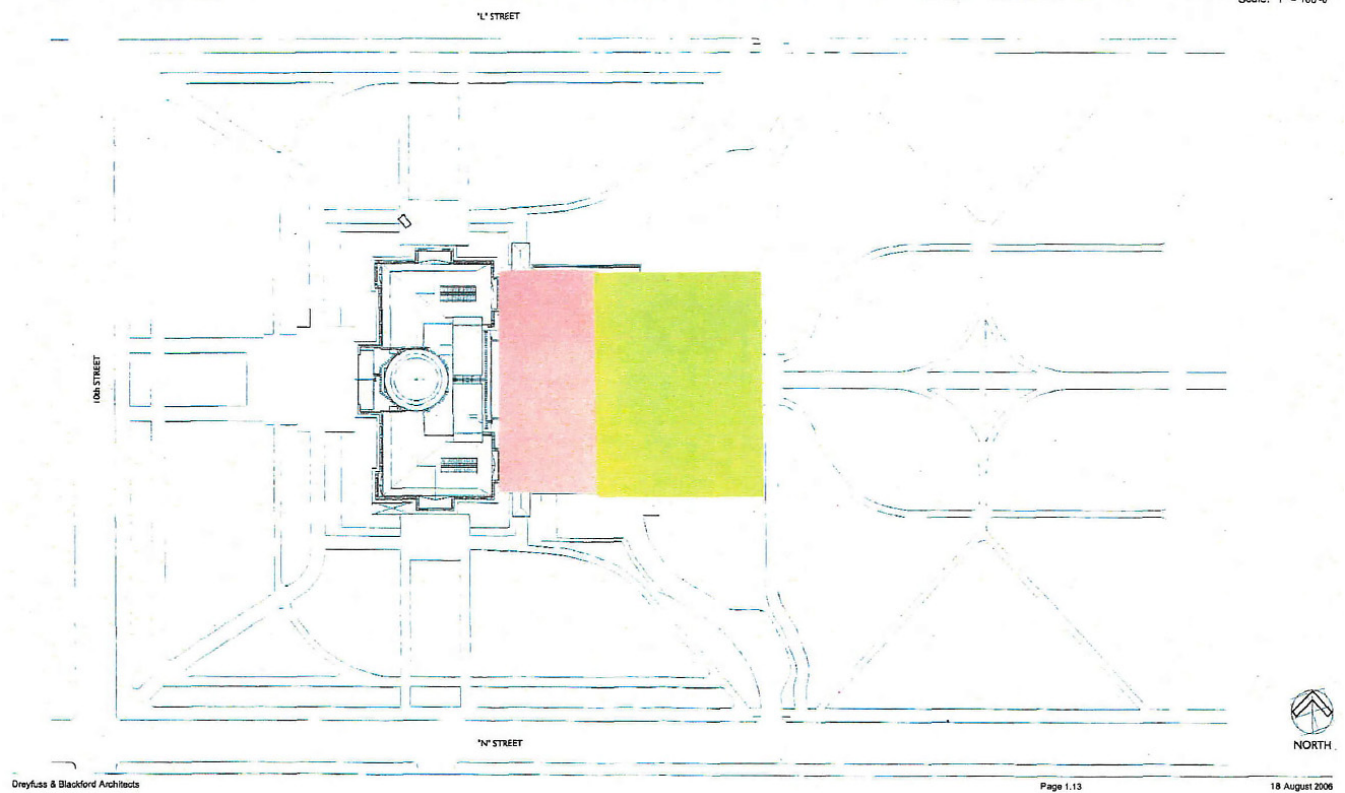 "L" STREET
10th STREET
"N" STREET
NORTH
Dreyfuss & Blackford Architects
Page 1.13
18 August 2006